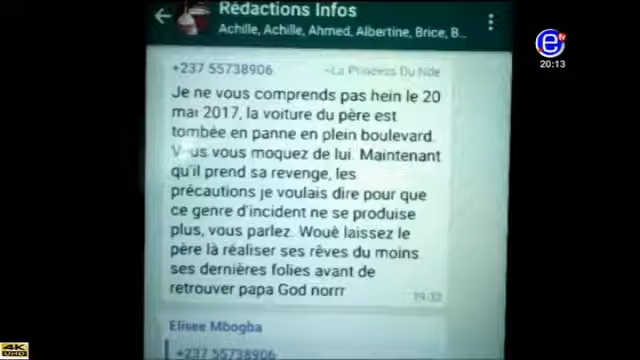 Rédactions Infos
Achille, Achille, Ahmed, Albertine, Brice, B...
20:13
+237 55738906 ~La Princess Du Nde
Je ne vous comprends pas hein le 20
mai 2017, la voiture du père est
tombée en panne en plein boulevard.
Vous vous moquez de lui. Maintenant
qu'il prend sa revenge, les
précautions je voulais dire pour que
ce genre d'incident ne se produise
plus, vous parlez. Wouè laissez le
père là réaliser ses rêves du moins
ses dernières folies avant de
retrouver papa God norrr
19:33
Elisee Mbogba
+237 55738906
4K
UHD